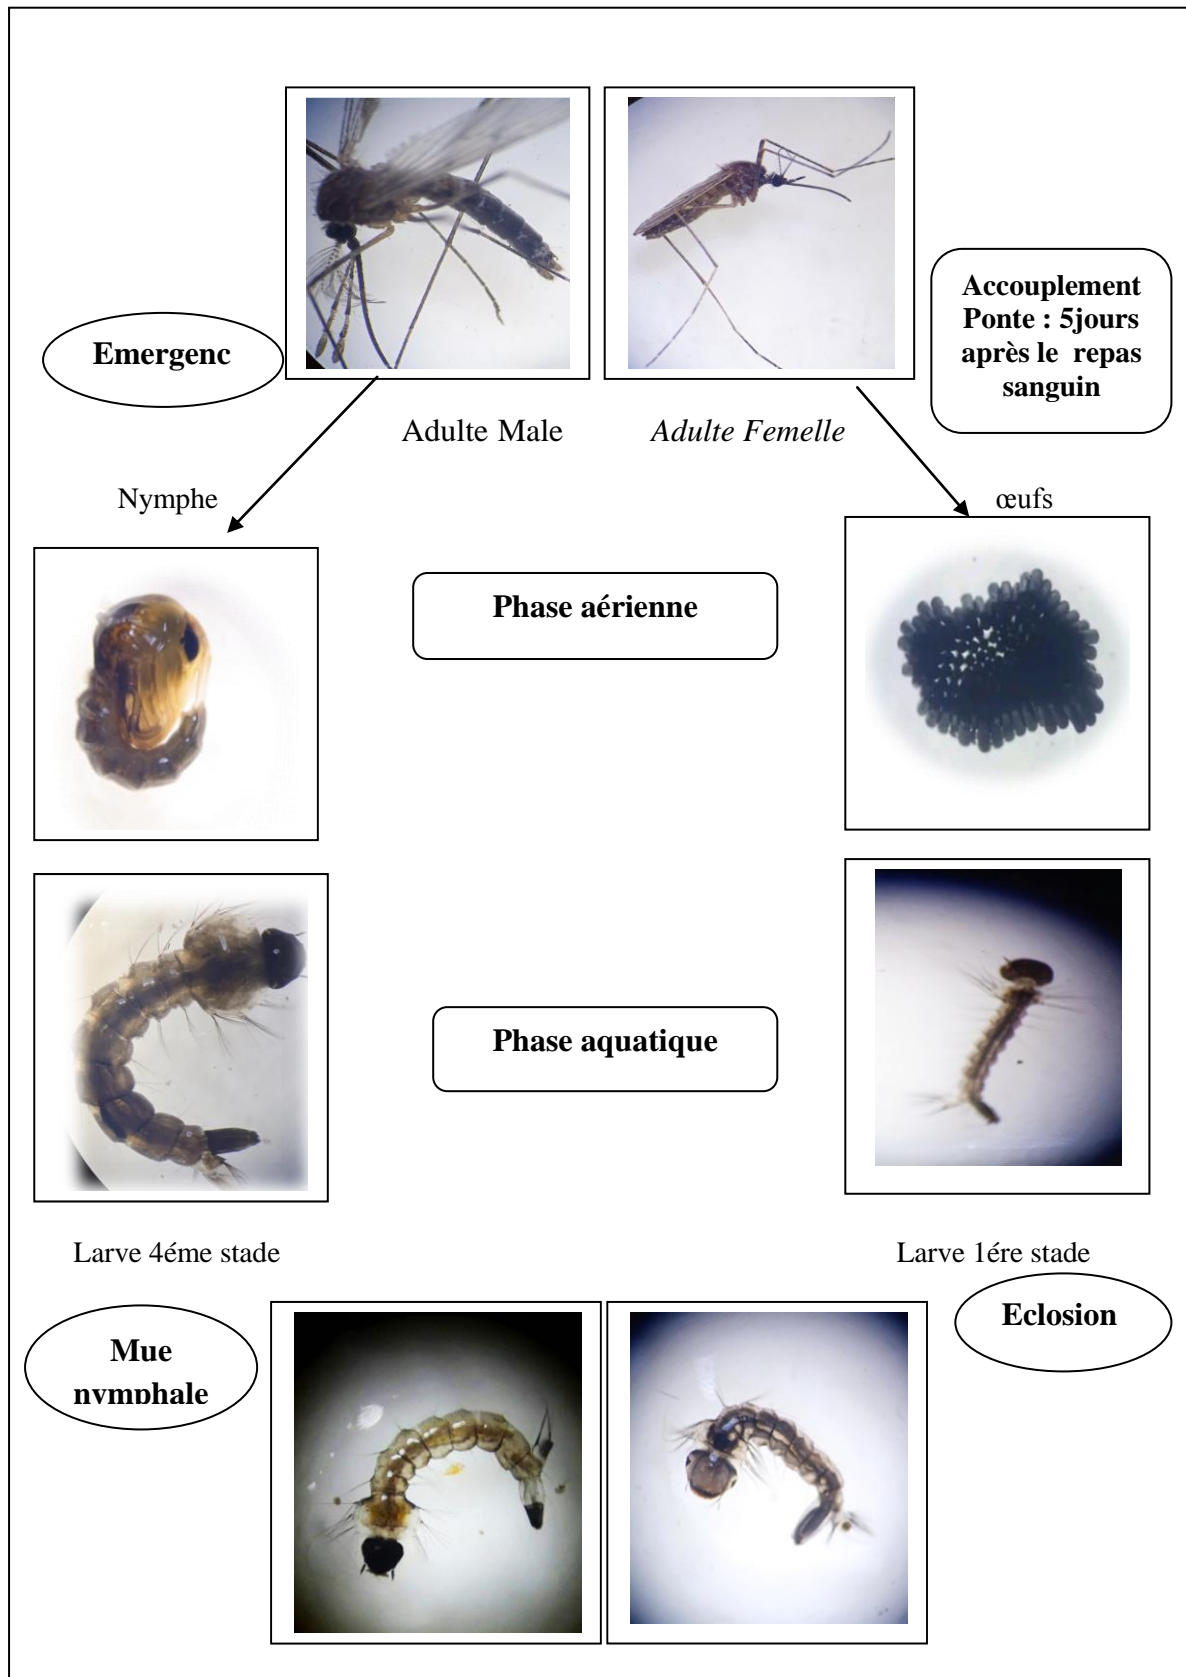 Emergenc
Accouplement
Ponte : 5jours
après le repas
sanguin
Adulte Male
Adulte Femelle
Nymphe
œufs
Phase aérienne
Phase aquatique
Larve 4éme stade
Larve 1ére stade
Mue
nymphale
Eclosion